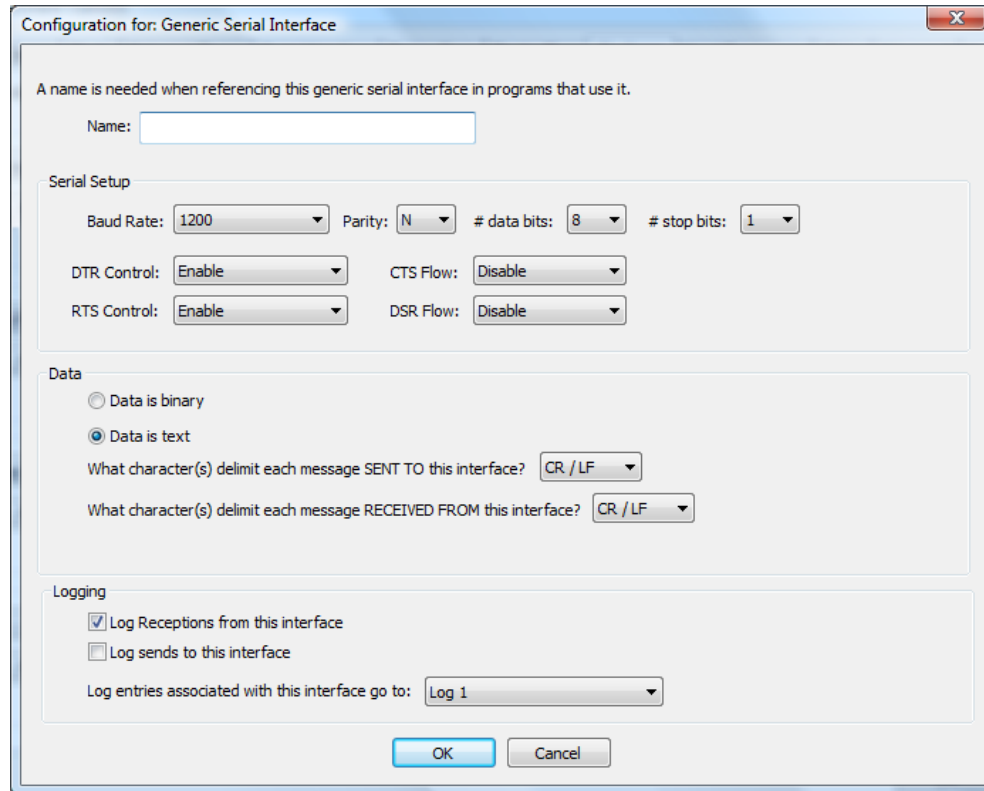 Configuration for: Generic Serial Interface
A name is needed when referencing this generic serial interface in programs that use it.
Name:
Serial Setup
Baud Rate: 1200 Parity: N # data bits: 8 # stop bits: 1
DTR Control: Enable CTS Flow: Disable
RTS Control: Enable DSR Flow: Disable
Data
Data is binary
Data is text
What character(s) delimit each message SENT TO this interface? CR / LF
What character(s) delimit each message RECEIVED FROM this interface? CR / LF
Logging
Log Receptions from this interface
Log sends to this interface
Log entries associated with this interface go to: Log 1
OK Cancel